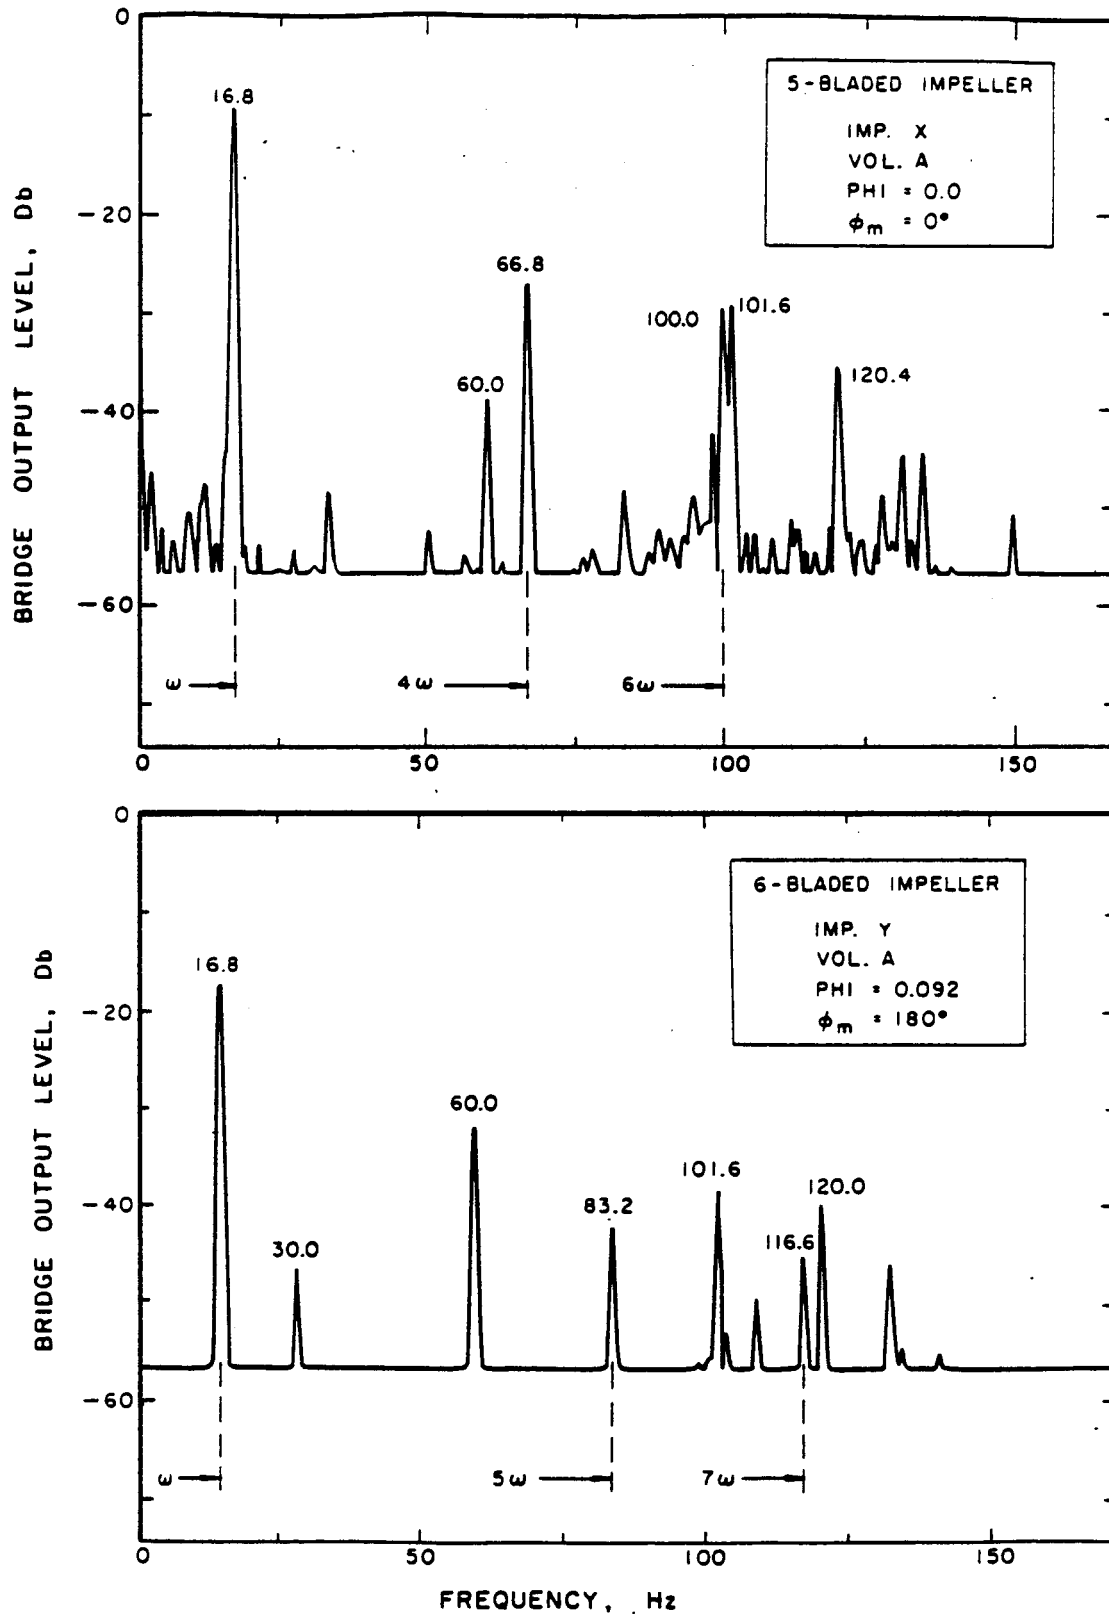 0
-20
-40
-60
BRIDGE OUTPUT LEVEL, Db
16.8
60.0
66.8
100.0
101.6
120.4
5-BLADED IMPELLER
IMP. X
VOL. A
PHI = 0.0
ϕm = 0°
ω
4ω
6ω
0
50
100
150
0
-20
-40
-60
BRIDGE OUTPUT LEVEL, Db
16.8
30.0
60.0
83.2
101.6
116.6
120.0
6-BLADED IMPELLER
IMP. Y
VOL. A
PHI = 0.092
ϕm = 180°
ω
5ω
7ω
0
50
100
150
FREQUENCY, Hz